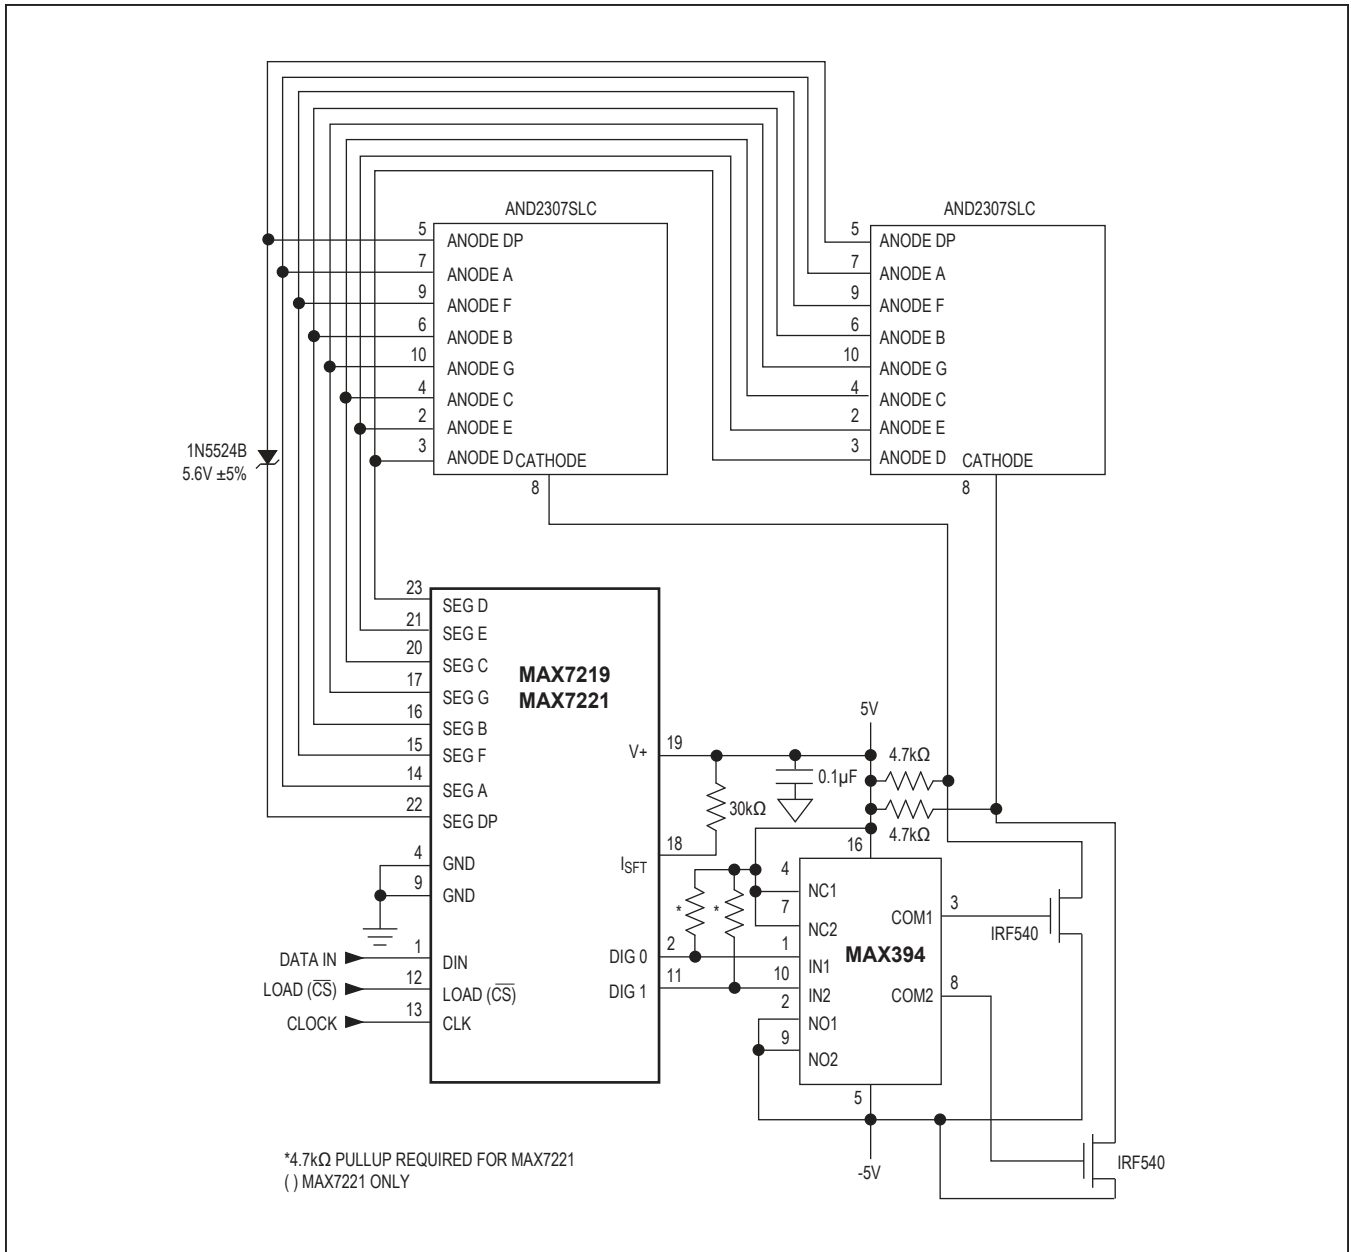 AND2307SLC
5 ANODE DP
7 ANODE A
9 ANODE F
6 ANODE B
10 ANODE G
4 ANODE C
2 ANODE E
3 ANODE D CATHODE
8
AND2307SLC
5 ANODE DP
7 ANODE A
9 ANODE F
6 ANODE B
10 ANODE G
4 ANODE C
2 ANODE E
3 ANODE D CATHODE
8
1N5524B
5.6V ±5%
MAX7219
MAX7221
23 SEG D
21 SEG E
20 SEG C
17 SEG G
16 SEG B
15 SEG F
14 SEG A
22 SEG DP
4 GND
9 GND
DATA IN 1 DIN
LOAD (C̅S̅) 12 LOAD (C̅S̅)
CLOCK 13 CLK
V+ 19
ISFT 18
DIG 0 2
DIG 1 11
30kΩ
0.1µF
5V
4.7kΩ
4.7kΩ
* *
MAX394
16
4 NC1
7 NC2
1 IN1
10 IN2
2 NO1
9 NO2
COM1 3
COM2 8
5
-5V
IRF540
IRF540
*4.7kΩ PULLUP REQUIRED FOR MAX7221
( ) MAX7221 ONLY